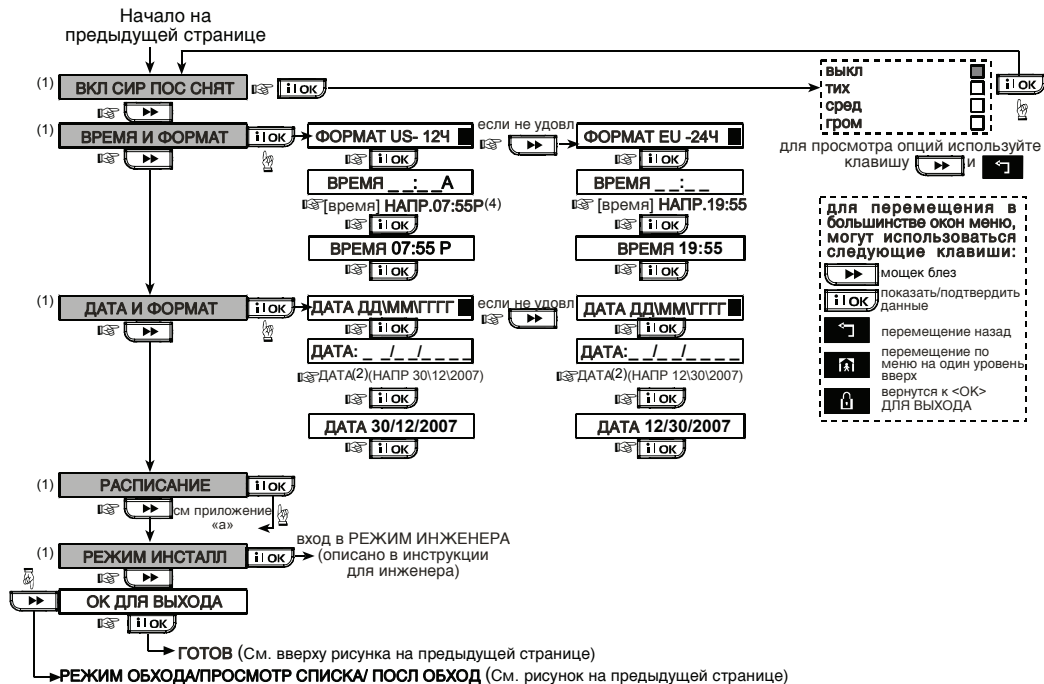 Начало на
предыдущей странице
(1) ВКЛ СИР ПОС СНЯТ i OK
(1) ВРЕМЯ И ФОРМАТ i OK
ФОРМАТ US- 12Ч
i OK
ВРЕМЯ _ _:_ _A
[время] НАПР.07:55P(4)
i OK
ВРЕМЯ 07:55 P
i OK
если не удовл
ФОРМАТ EU -24Ч
i OK
ВРЕМЯ _ _:_ _
[время] НАПР.19:55
i OK
ВРЕМЯ 19:55
i OK
(1) ДАТА И ФОРМАТ i OK
ДАТА ДД\ММ\ГГГГ
i OK
ДАТА: _ _/_ _/_ _ _ _
ДАТА(2)(НАПР 30\12\2007)
i OK
ДАТА 30/12/2007
i OK
если не удовл
ДАТА ДД\ММ\ГГГГ
i OK
ДАТА:_ _/_ _/_ _ _ _
ДАТА(2)(НАПР 12\30\2007)
i OK
ДАТА 12/30/2007
i OK
(1) РАСПИСАНИЕ i OK
см приложение
«а»
(1) РЕЖИМ ИНСТАЛЛ i OK
вход в РЕЖИМ ИНЖЕНЕРА
(описано в инструкции
для инженера)
ОК ДЛЯ ВЫХОДА
i OK
ГОТОВ (См. вверху рисунка на предыдущей странице)
РЕЖИМ ОБХОДА/ПРОСМОТР СПИСКА/ ПОСЛ ОБХОД (См. рисунок на предыдущей странице)
выкл
тих
сред
гром
i OK
для просмотра опций используйте
клавишу и
для перемещения в
большинстве окон меню,
могут использоваться
следующие клавиши:
мощек блез
i OK показать/подтвердить
данные
перемещение назад
перемещение по
меню на один уровень
вверх
вернутся к <ОК>
ДЛЯ ВЫХОДА